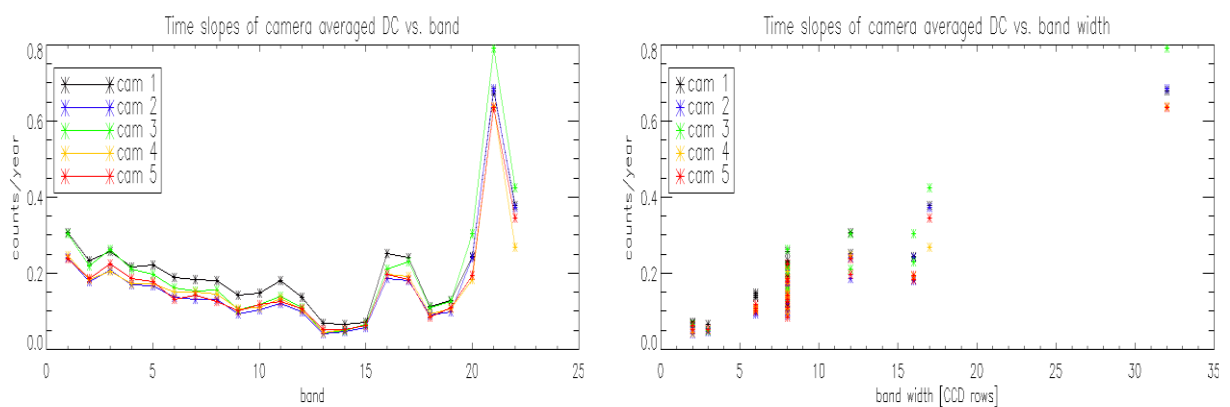 Time slopes of camera averaged DC vs. band
0.8
0.6
0.4
0.2
0.0
counts/year
cam 1
cam 2
cam 3
cam 4
cam 5
0 5 10 15 20 25
band
Time slopes of camera averaged DC vs. band width
0.8
0.6
0.4
0.2
0.0
counts/year
cam 1
cam 2
cam 3
cam 4
cam 5
0 5 10 15 20 25 30 35
band width [CCD rows]